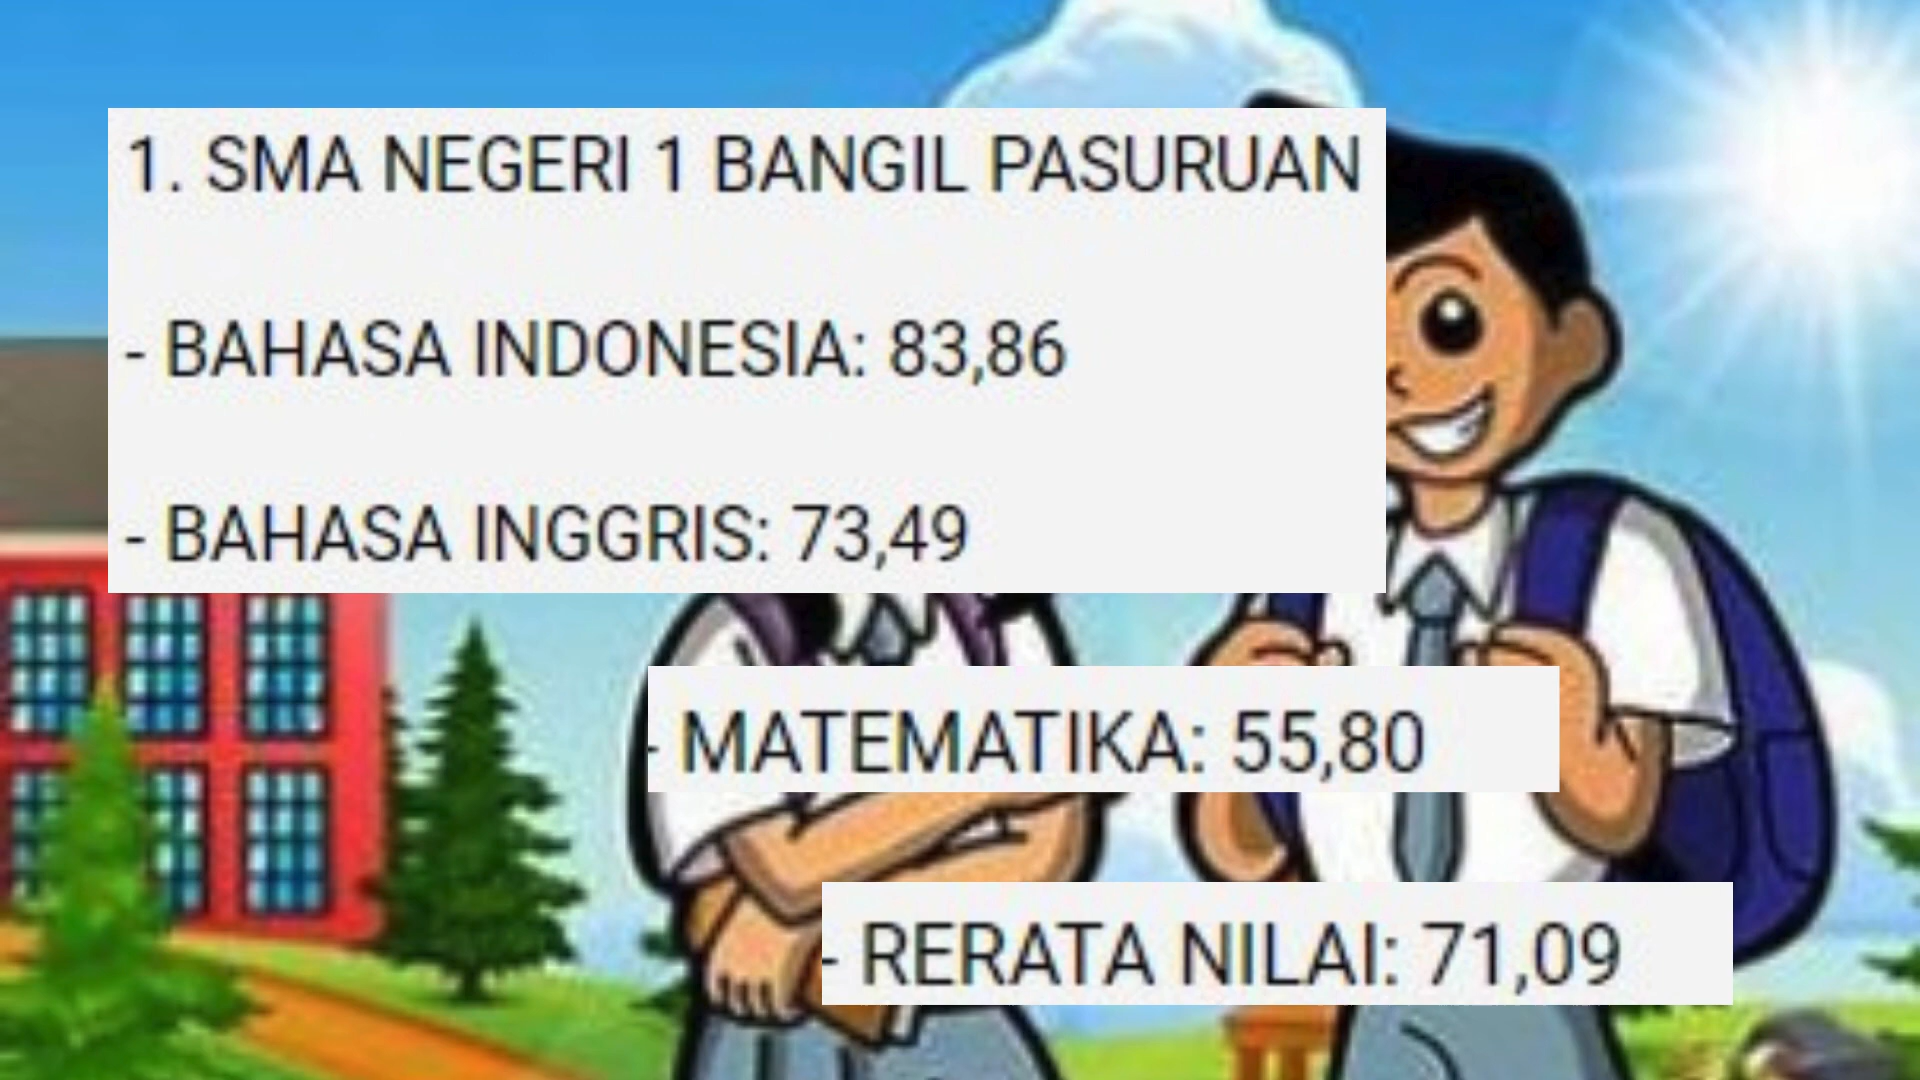 1. SMA NEGERI 1 BANGIL PASURUAN
- BAHASA INDONESIA: 83,86
- BAHASA INGGRIS: 73,49
- MATEMATIKA: 55,80
- RERATA NILAI: 71,09